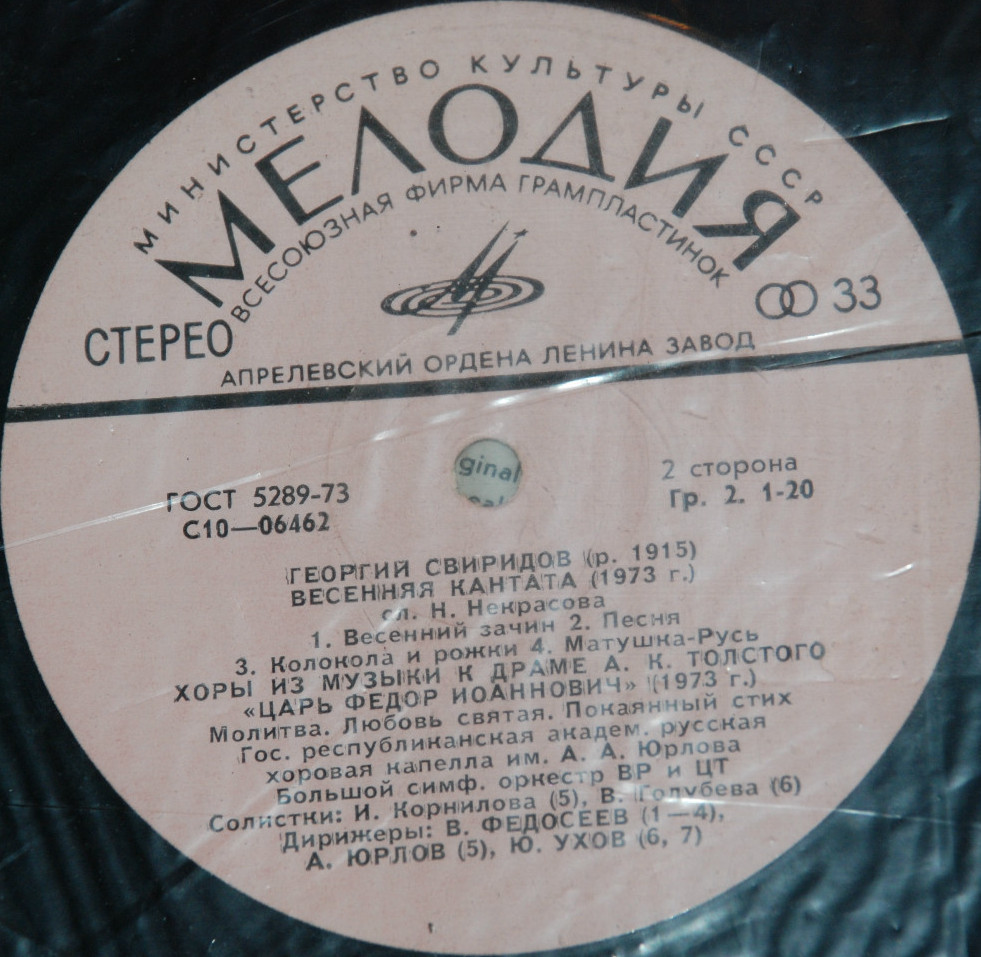 МИНИСТЕРСТВО КУЛЬТУРЫ СССР
МЕЛОДИЯ
ВСЕСОЮЗНАЯ ФИРМА ГРАМПЛАСТИНОК
СТЕРЕО
33
АПРЕЛЕВСКИЙ ОРДЕНА ЛЕНИНА ЗАВОД
ginal
ГОСТ 5289-73
С10—06462
2 сторона
Гр. 2. 1-20
ГЕОРГИЙ СВИРИДОВ (р. 1915)
ВЕСЕННЯЯ КАНТАТА (1973 г.)
сл. Н. Некрасова
1. Весенний зачин 2. Песня
3. Колокола и рожки 4. Матушка-Русь
ХОРЫ ИЗ МУЗЫКИ К ДРАМЕ А. К. ТОЛСТОГО
«ЦАРЬ ФЕДОР ИОАННОВИЧ» (1973 г.)
Молитва. Любовь святая. Покаянный стих
Гос. республиканская академ. русская
хоровая капелла им. А. А. Юрлова
Большой симф. оркестр ВР и ЦТ
Солистки: И. Корнилова (5), В. Голубева (6)
Дирижеры: В. ФЕДОСЕЕВ (1—4),
А. ЮРЛОВ (5), Ю. УХОВ (6, 7)